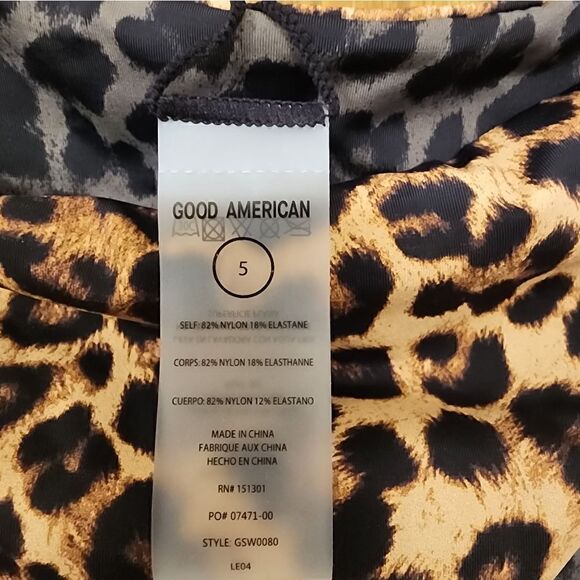 GOOD AMERICAN
5
SELF: 82% NYLON 18% ELASTANE
CORPS: 82% NYLON 18% ELASTHANNE
CUERPO: 82% NYLON 12% ELASTANO
MADE IN CHINA
FABRIQUE AUX CHINA
HECHO EN CHINA
RN# 151301
PO# 07471-00
STYLE: GSW0080
LE04